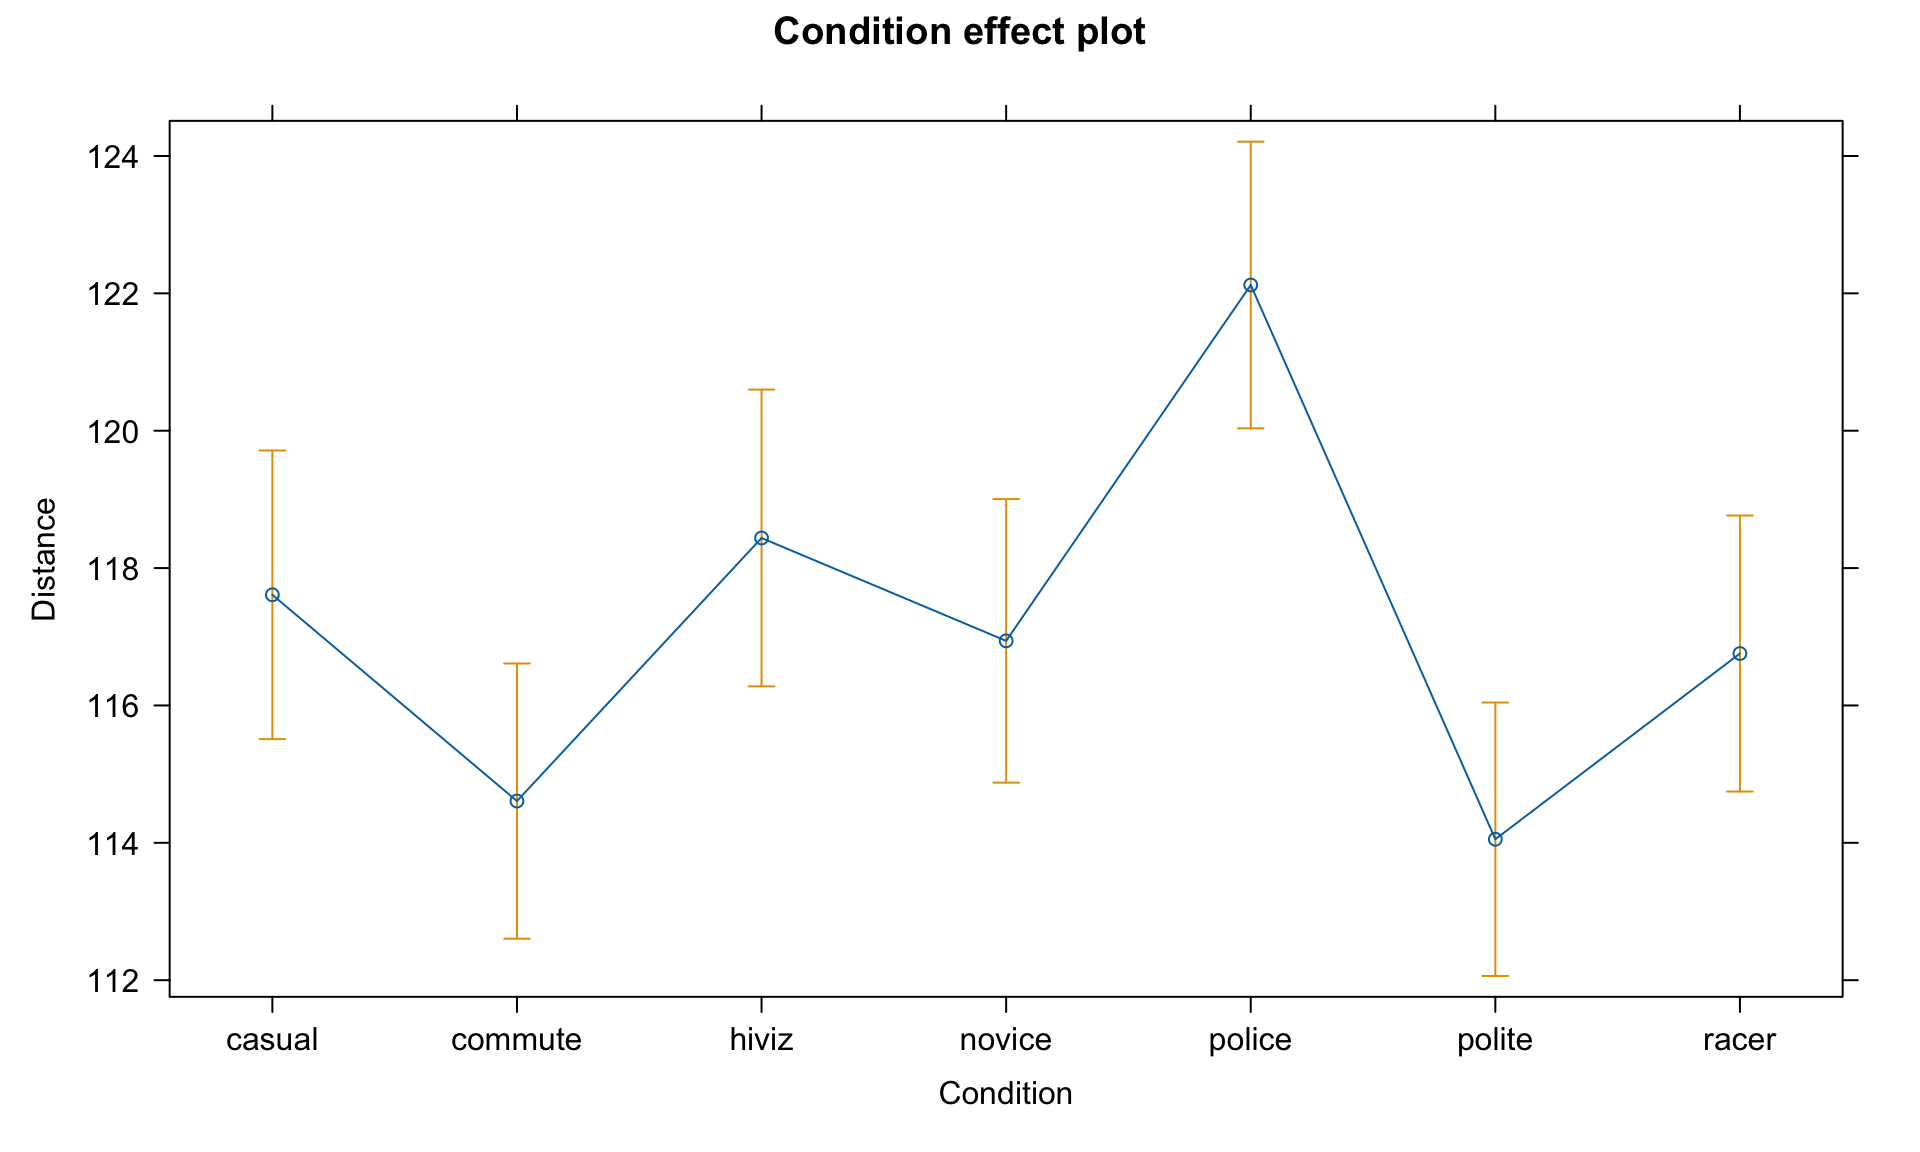 Condition effect plot
124
122
120
118
116
114
112
Distance
casual commute hiviz novice police polite racer
Condition